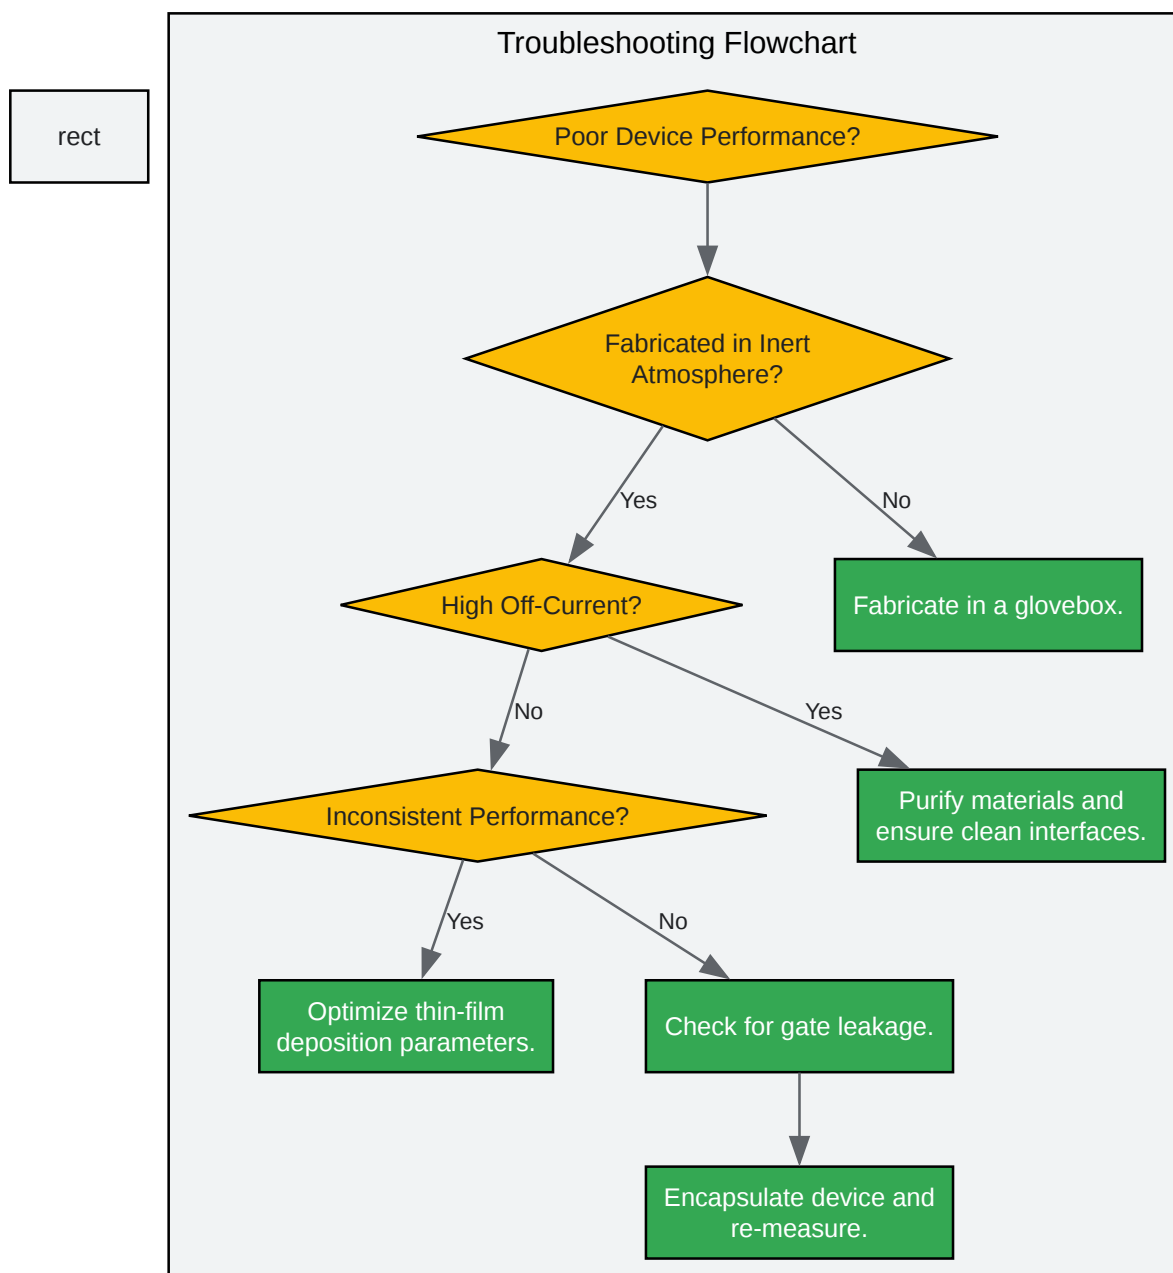 Troubleshooting Flowchart
rect
Poor Device Performance?
Fabricated in Inert
Atmosphere?
Yes
No
High Off-Current?
Fabricate in a glovebox.
No
Yes
Purify materials and
ensure clean interfaces.
Inconsistent Performance?
Yes
No
Optimize thin-film
deposition parameters.
Check for gate leakage.
Encapsulate device and
re-measure.